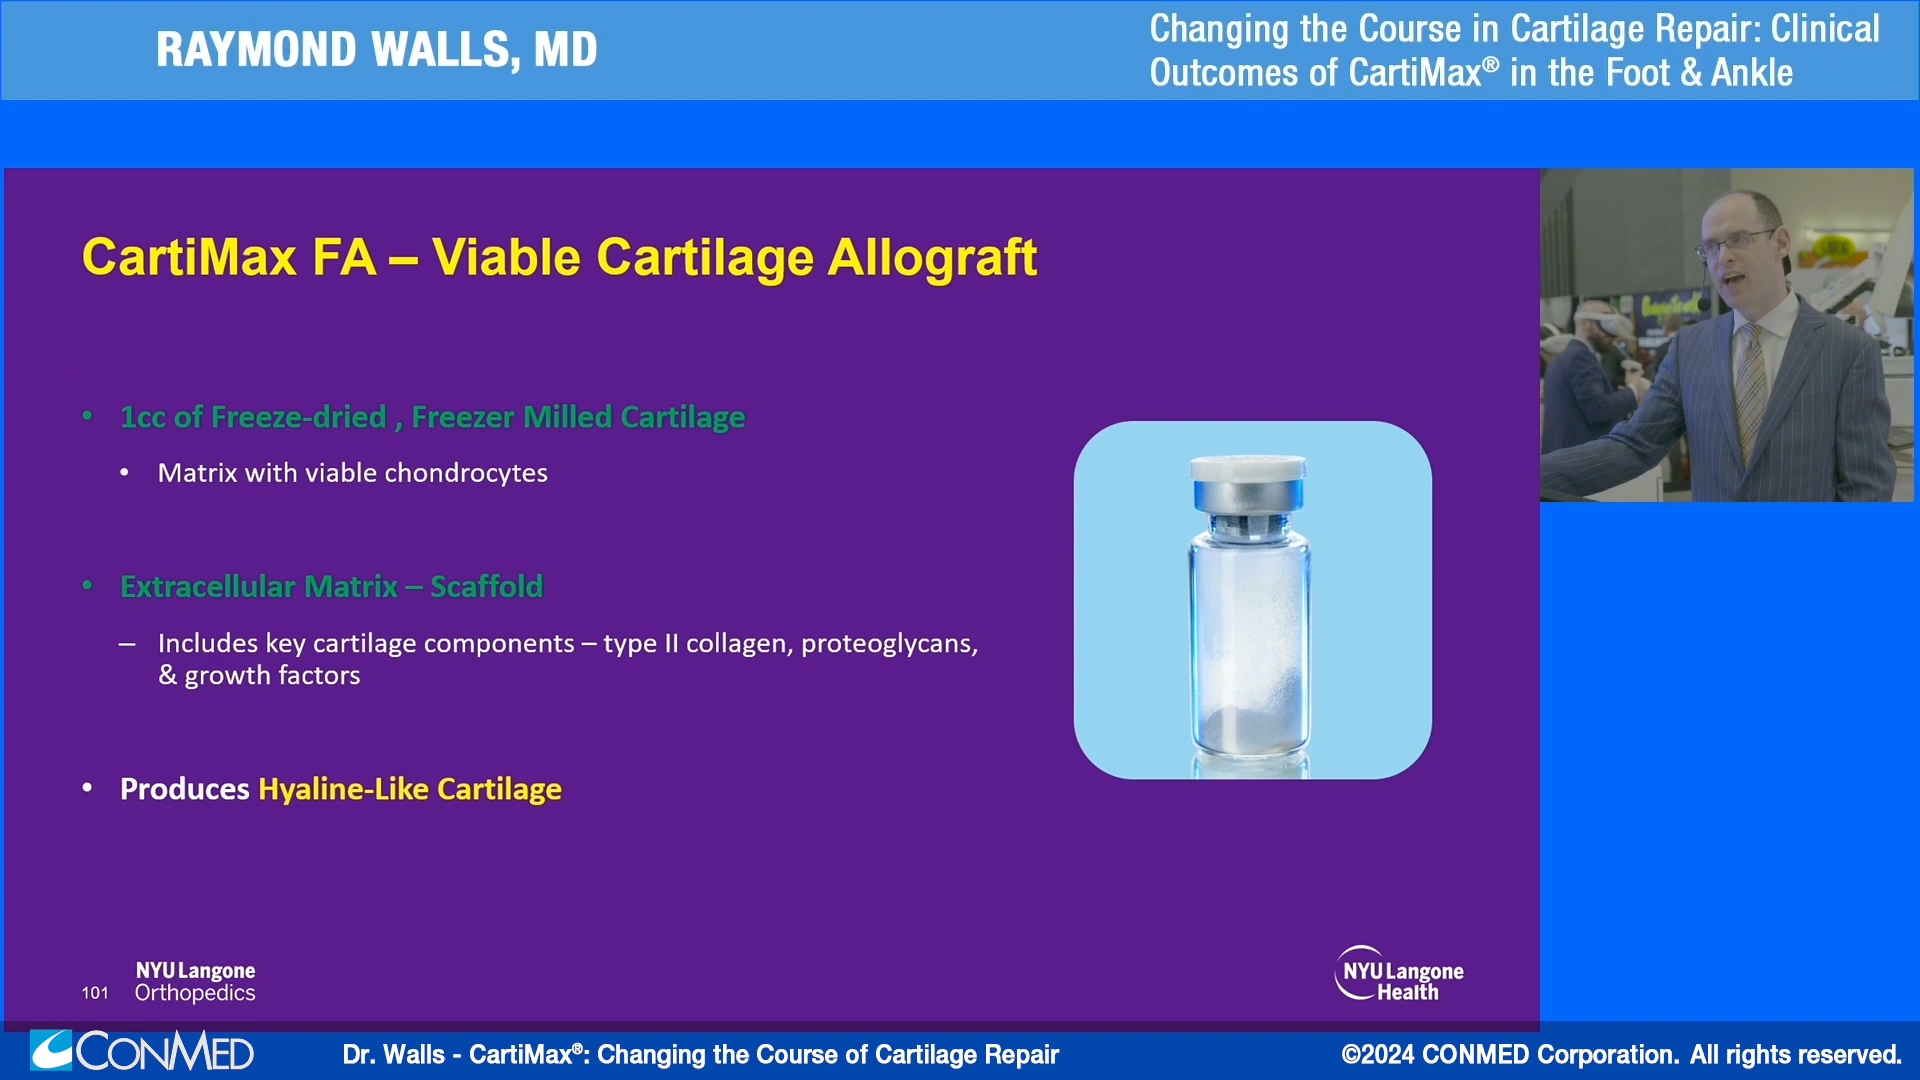 RAYMOND WALLS, MD
Changing the Course in Cartilage Repair: Clinical
Outcomes of CartiMax® in the Foot & Ankle
CartiMax FA – Viable Cartilage Allograft
• 1cc of Freeze-dried , Freezer Milled Cartilage
• Matrix with viable chondrocytes
• Extracellular Matrix – Scaffold
– Includes key cartilage components – type II collagen, proteoglycans,
& growth factors
• Produces Hyaline-Like Cartilage
101
NYU Langone
Orthopedics
NYU Langone
Health
CONMED
Dr. Walls - CartiMax®: Changing the Course of Cartilage Repair
©2024 CONMED Corporation. All rights reserved.